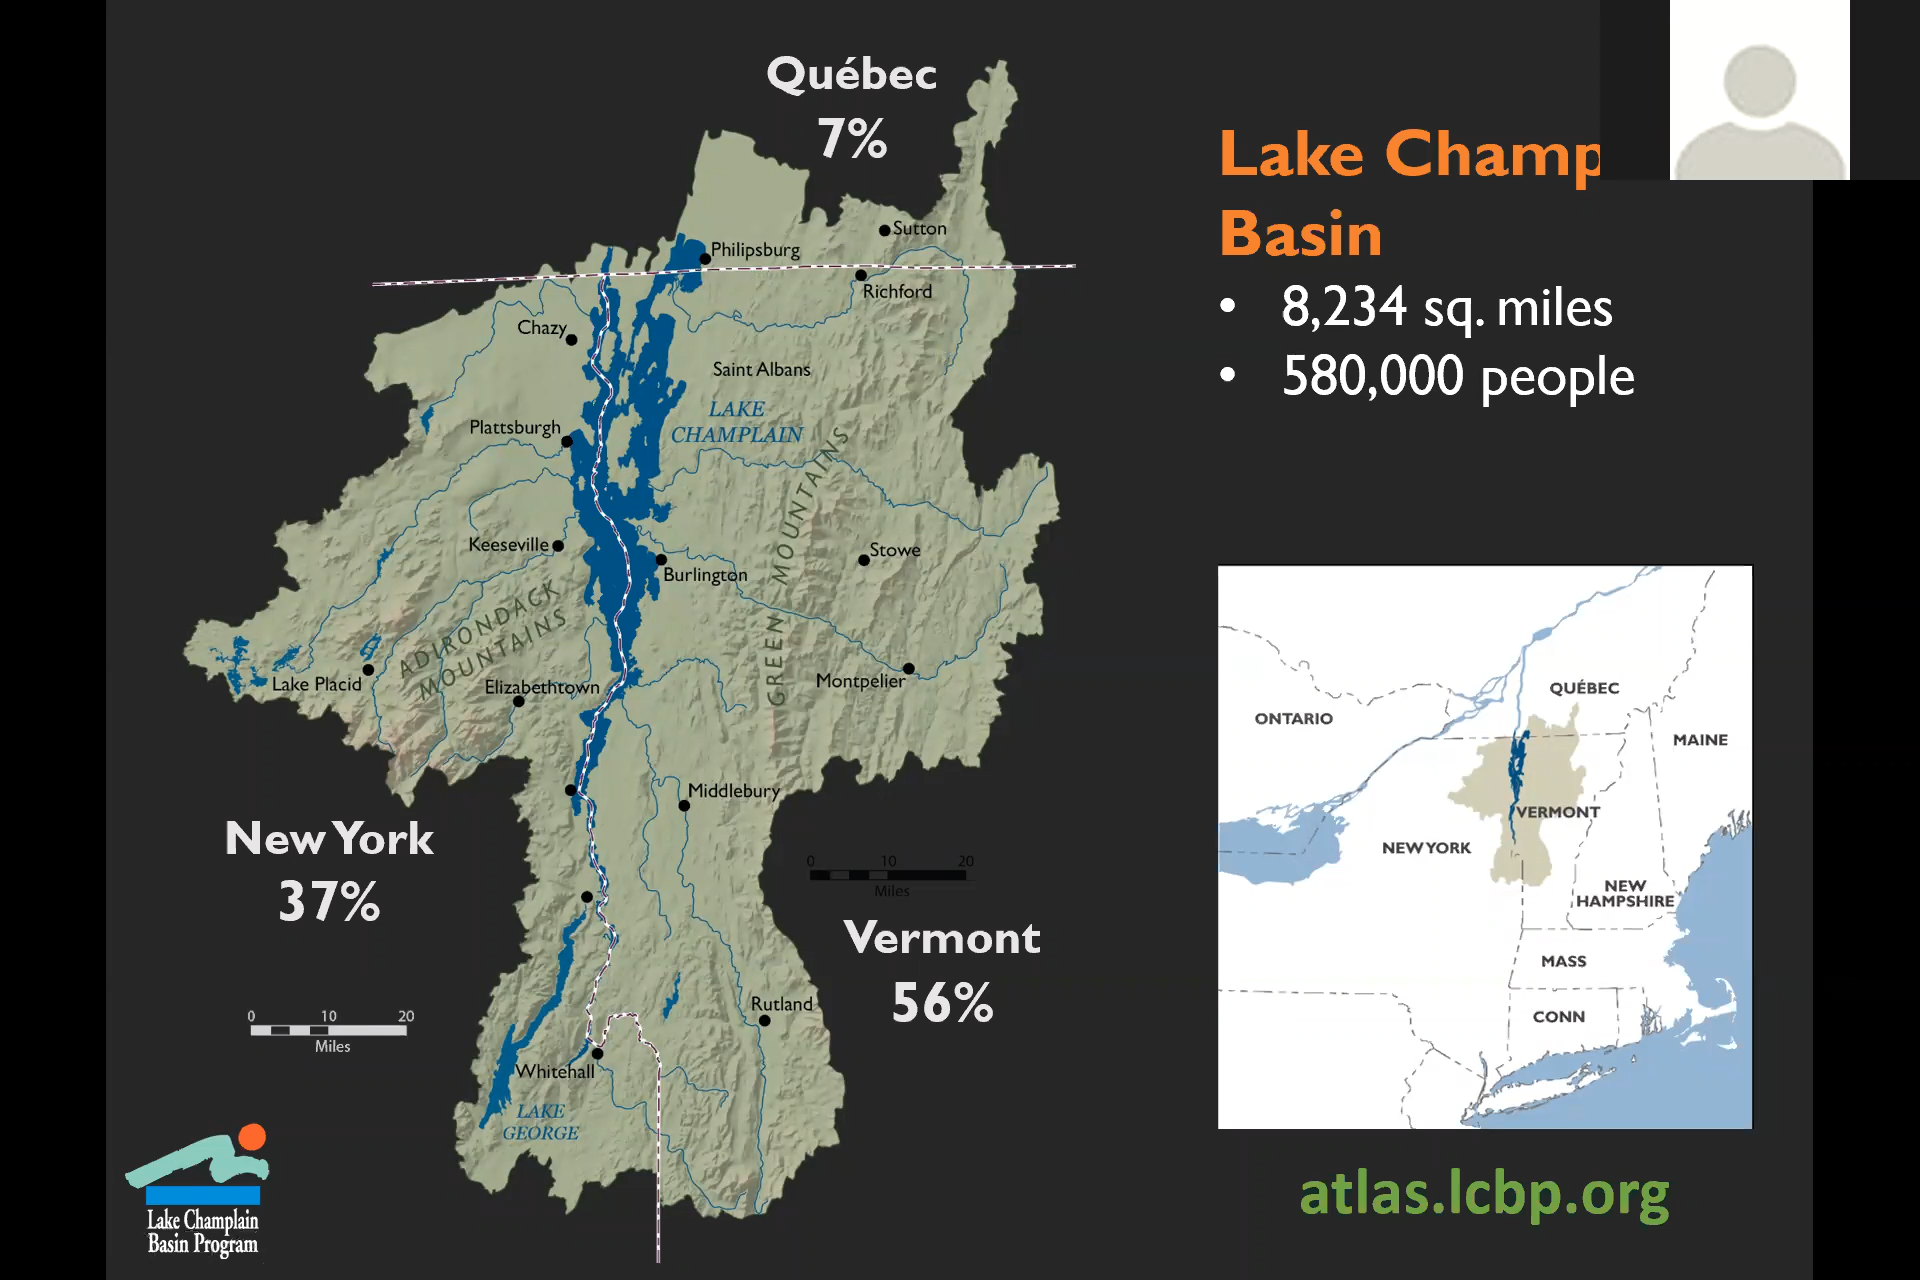 Québec
7%
Lake Champ
Basin
• 8,234 sq. miles
• 580,000 people
Sutton
Philipsburg
Richford
Chazy
Saint Albans
LAKE
CHAMPLAIN
Plattsburgh
Keeseville
Stowe
Burlington
GREEN MOUNTAINS
ADIRONDACK
MOUNTAINS
Lake Placid
Elizabethtown
Montpelier
Middlebury
New York
37%
0 10 20
Miles
Vermont
56%
Rutland
0 10 20
Miles
Whitehall
LAKE
GEORGE
Lake Champlain
Basin Program
QUÉBEC
ONTARIO
MAINE
VERMONT
NEW YORK
NEW
HAMPSHIRE
MASS
CONN
atlas.lcbp.org